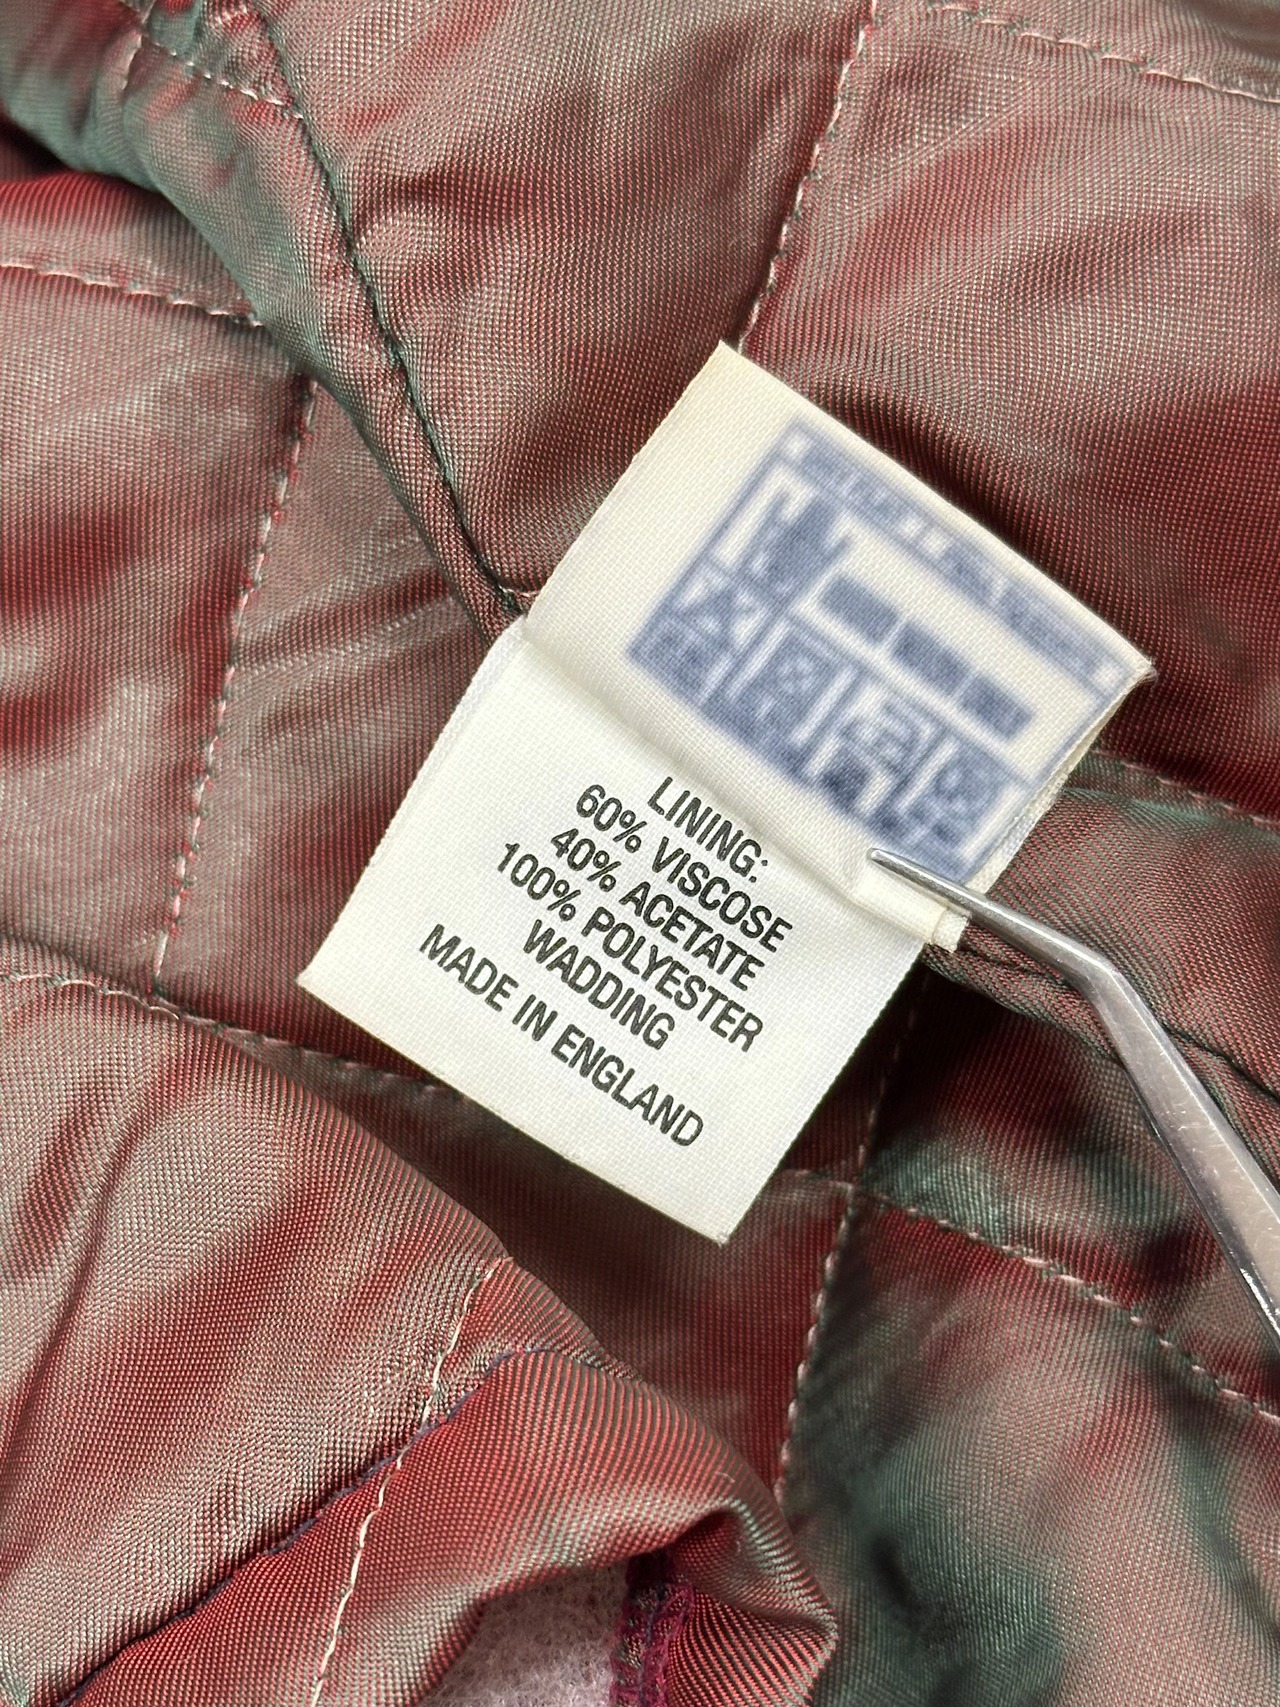 LINING:
60% VISCOSE
40% ACETATE
100% POLYESTER
WADDING
MADE IN ENGLAND